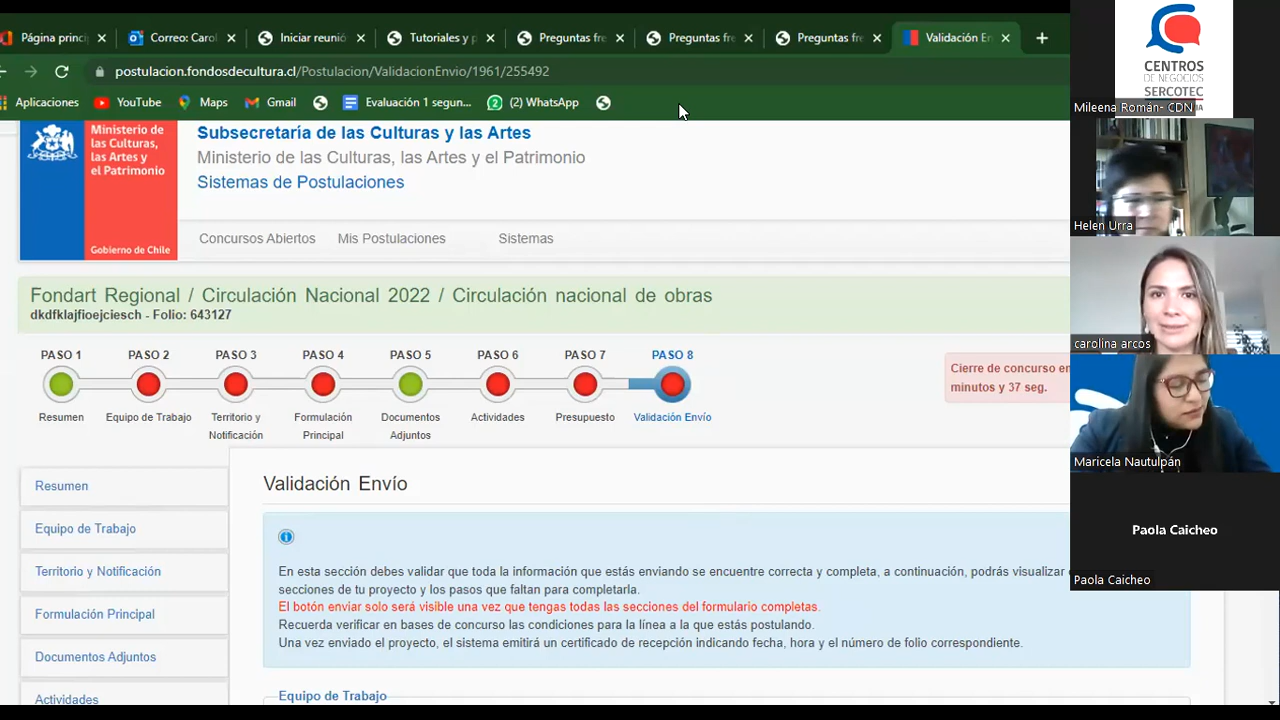 Página princi
Correo: Carol
Iniciar reunió
Tutoriales y p
Preguntas fre
Preguntas fre
Preguntas fre
Validación En
postulacion.fondosdecultura.cl/Postulacion/ValidacionEnvio/1961/255492
Aplicaciones
YouTube
Maps
Gmail
Evaluación 1 segun...
(2) WhatsApp
Ministerio de
las Culturas,
las Artes y
el Patrimonio
Gobierno de Chile
Subsecretaría de las Culturas y las Artes
Ministerio de las Culturas, las Artes y el Patrimonio
Sistemas de Postulaciones
Concursos Abiertos
Mis Postulaciones
Sistemas
Fondart Regional / Circulación Nacional 2022 / Circulación nacional de obras
dkdfklajfioejciesch - Folio: 643127
PASO 1
PASO 2
PASO 3
PASO 4
PASO 5
PASO 6
PASO 7
PASO 8
Resumen
Equipo de Trabajo
Territorio y
Notificación
Formulación
Principal
Documentos
Adjuntos
Actividades
Presupuesto
Validación Envío
Cierre de concurso en
minutos y 37 seg.
Resumen
Equipo de Trabajo
Territorio y Notificación
Formulación Principal
Documentos Adjuntos
Actividades
Validación Envío
En esta sección debes validar que toda la información que estás enviando se encuentre correcta y completa, a continuación, podrás visualizar
secciones de tu proyecto y los pasos que faltan para completarla.
El botón enviar solo será visible una vez que tengas todas las secciones del formulario completas.
Recuerda verificar en bases de concurso las condiciones para la línea a la que estás postulando.
Una vez enviado el proyecto, el sistema emitirá un certificado de recepción indicando fecha, hora y el número de folio correspondiente.
Equipo de Trabajo
CENTROS
DE NEGOCIOS
SERCOTEC
Mileena Román- CDN
Helen Urra
carolina arcos
Maricela Nautulpán
Paola Caicheo
Paola Caicheo